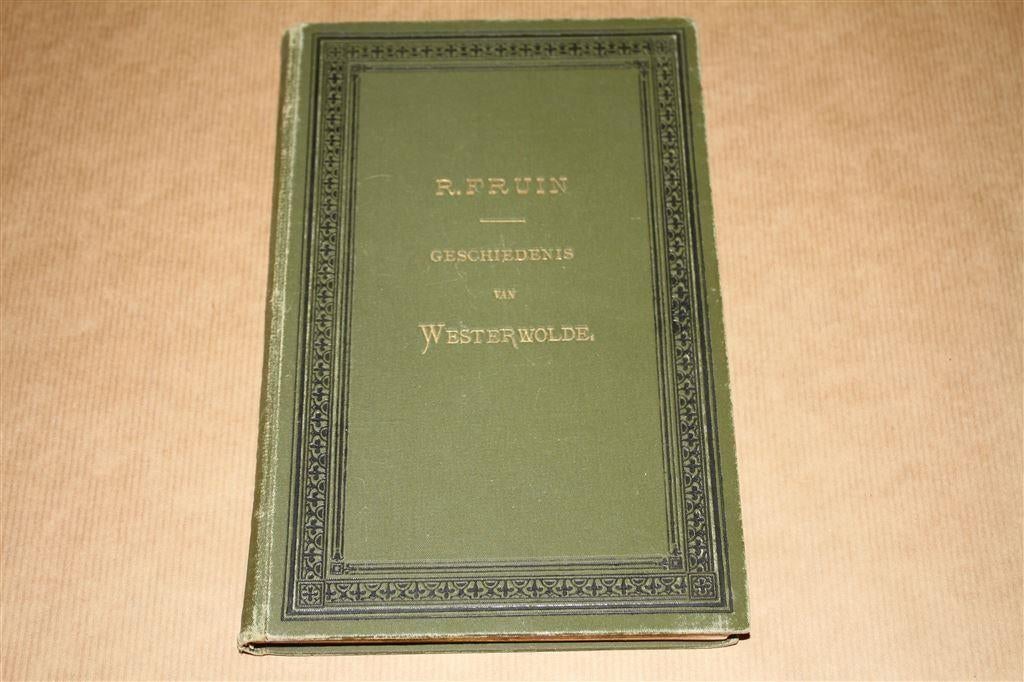 R. FRUIN
GESCHIEDENIS
VAN
WESTERWOLDE.